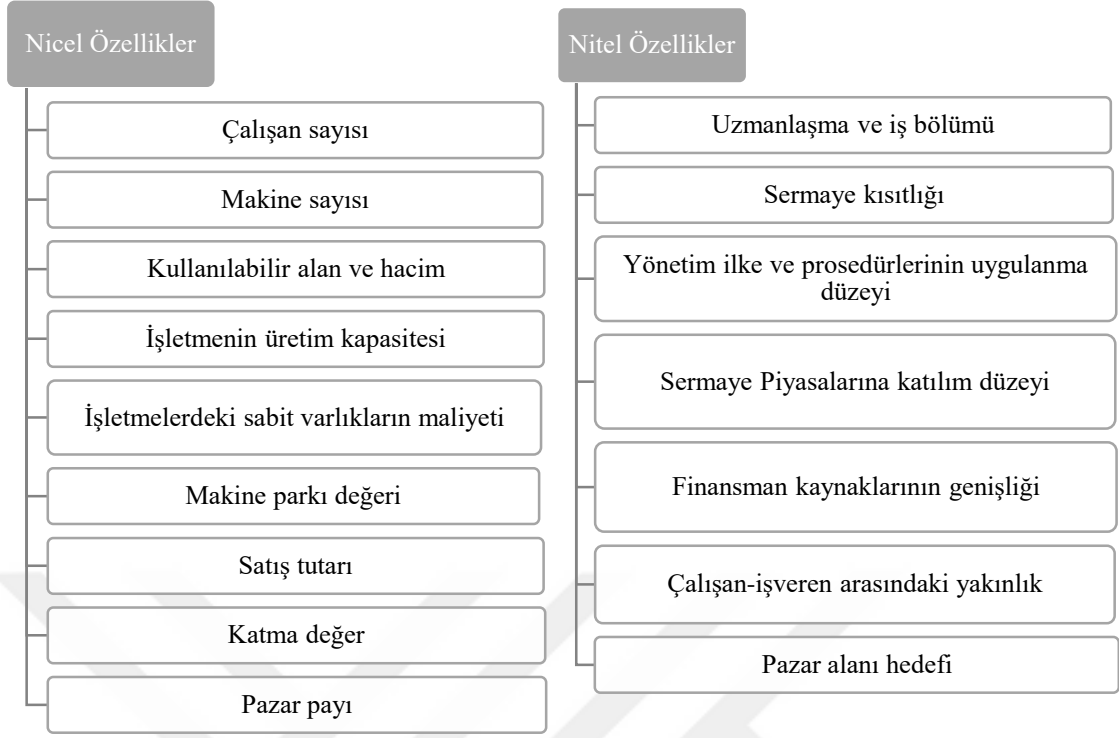 Nicel Özellikler
Çalışan sayısı
Makine sayısı
Kullanılabilir alan ve hacim
İşletmenin üretim kapasitesi
İşletmelerdeki sabit varlıkların maliyeti
Makine parkı değeri
Satış tutarı
Katma değer
Pazar payı
Nitel Özellikler
Uzmanlaşma ve iş bölümü
Sermaye kısıtlığı
Yönetim ilke ve prosedürlerinin uygulanma
düzeyi
Sermaye Piyasalarına katılım düzeyi
Finansman kaynaklarının genişliği
Çalışan-işveren arasındaki yakınlık
Pazar alanı hedefi